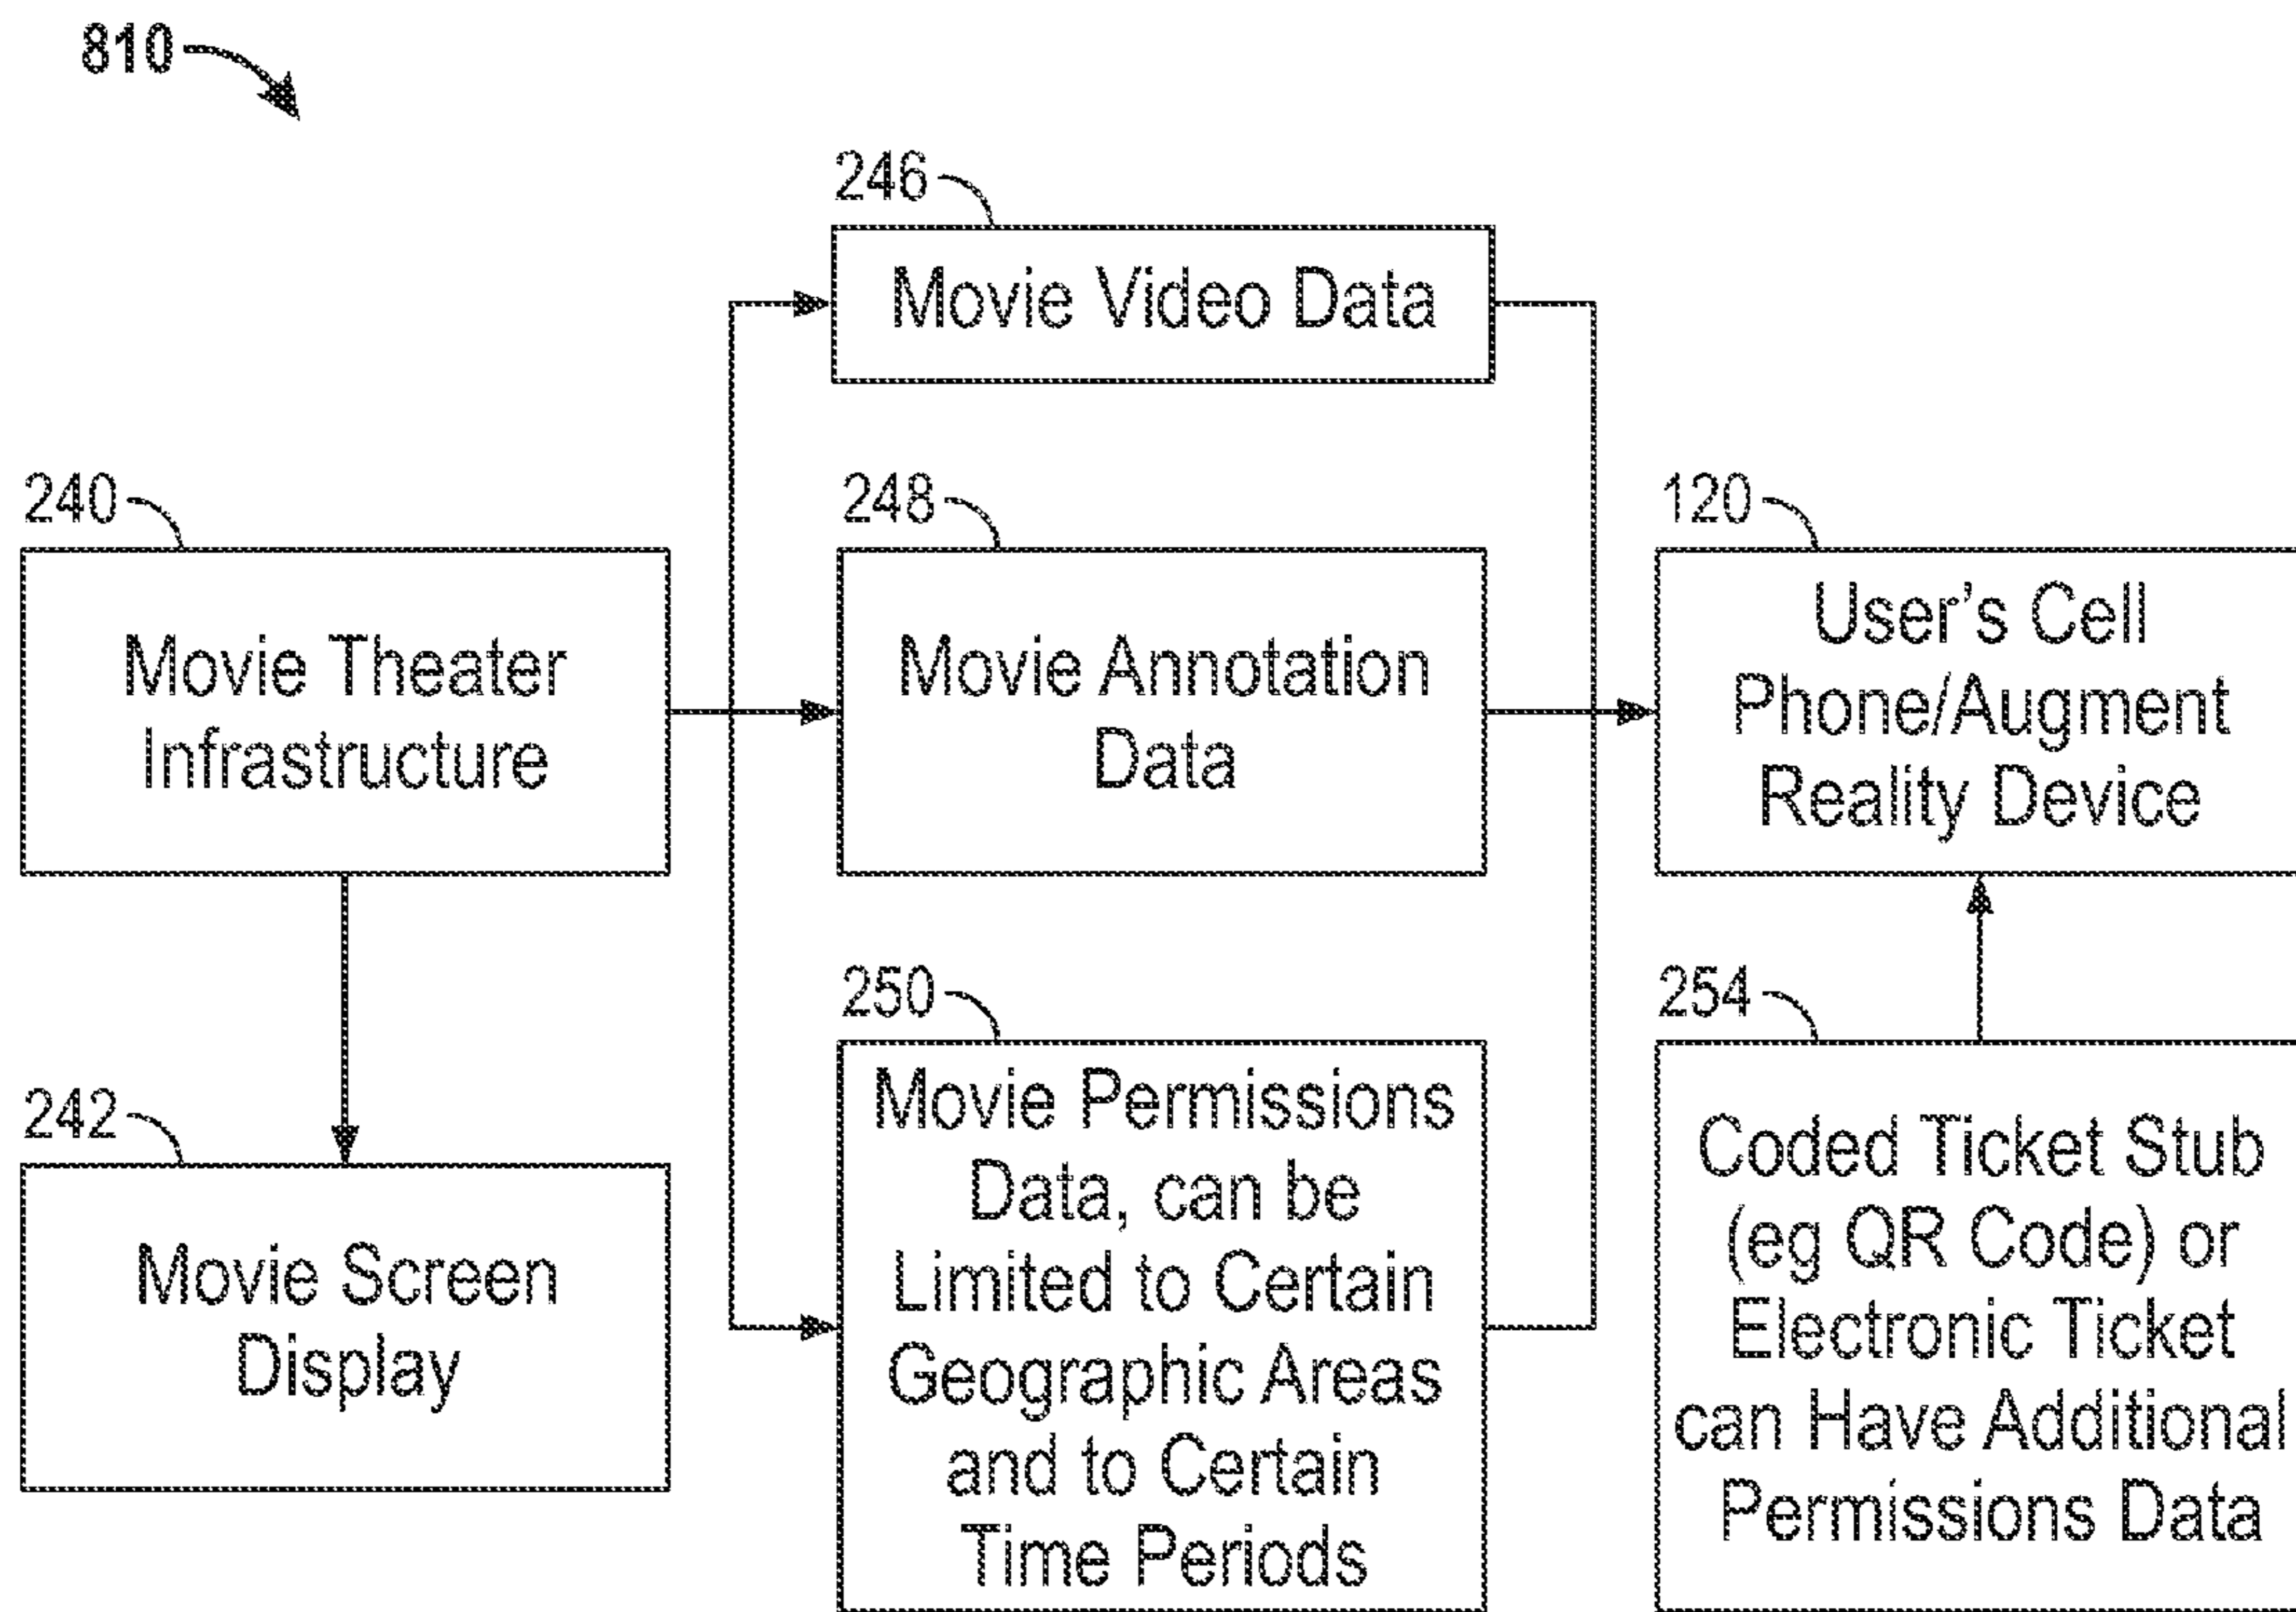 810
246
Movie Video Data
240
Movie Theater
Infrastructure
248
Movie Annotation
Data
120
User's Cell
Phone/Augment
Reality Device
242
Movie Screen
Display
250
Movie Permissions
Data, can be
Limited to Certain
Geographic Areas
and to Certain
Time Periods
254
Coded Ticket Stub
(eg QR Code) or
Electronic Ticket
can Have Additional
Permissions Data